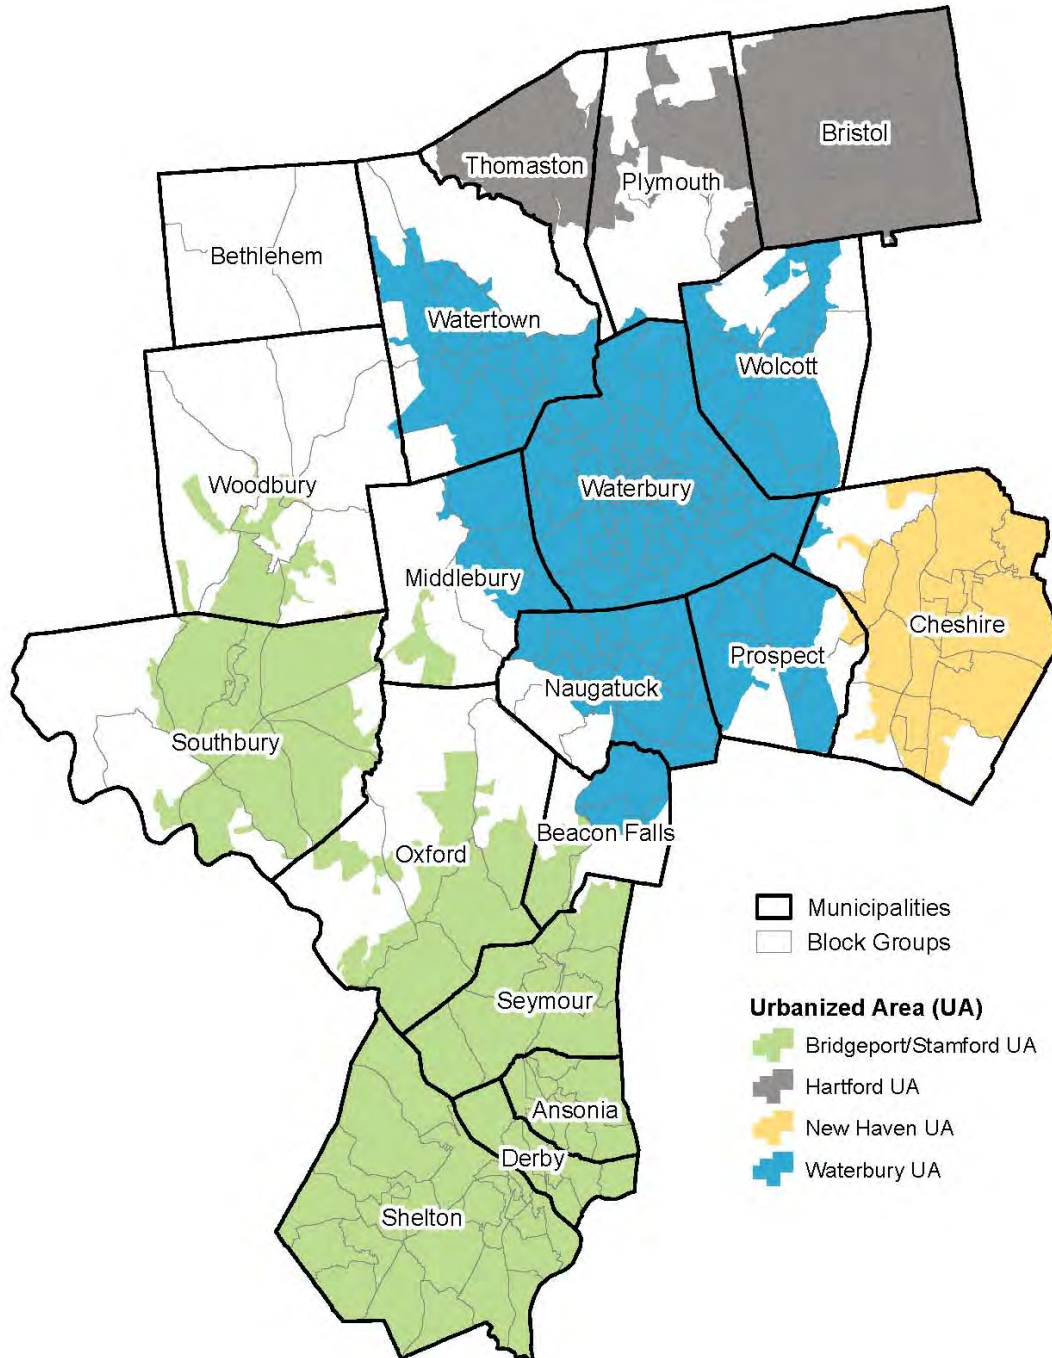 Bristol
Thomaston
Plymouth
Bethlehem
Watertown
Wolcott
Woodbury
Waterbury
Middlebury
Cheshire
Prospect
Naugatuck
Southbury
Beacon Falls
Oxford
Municipalities
Block Groups
Seymour
Urbanized Area (UA)
Bridgeport/Stamford UA
Hartford UA
Ansonia
New Haven UA
Derby
Waterbury UA
Shelton